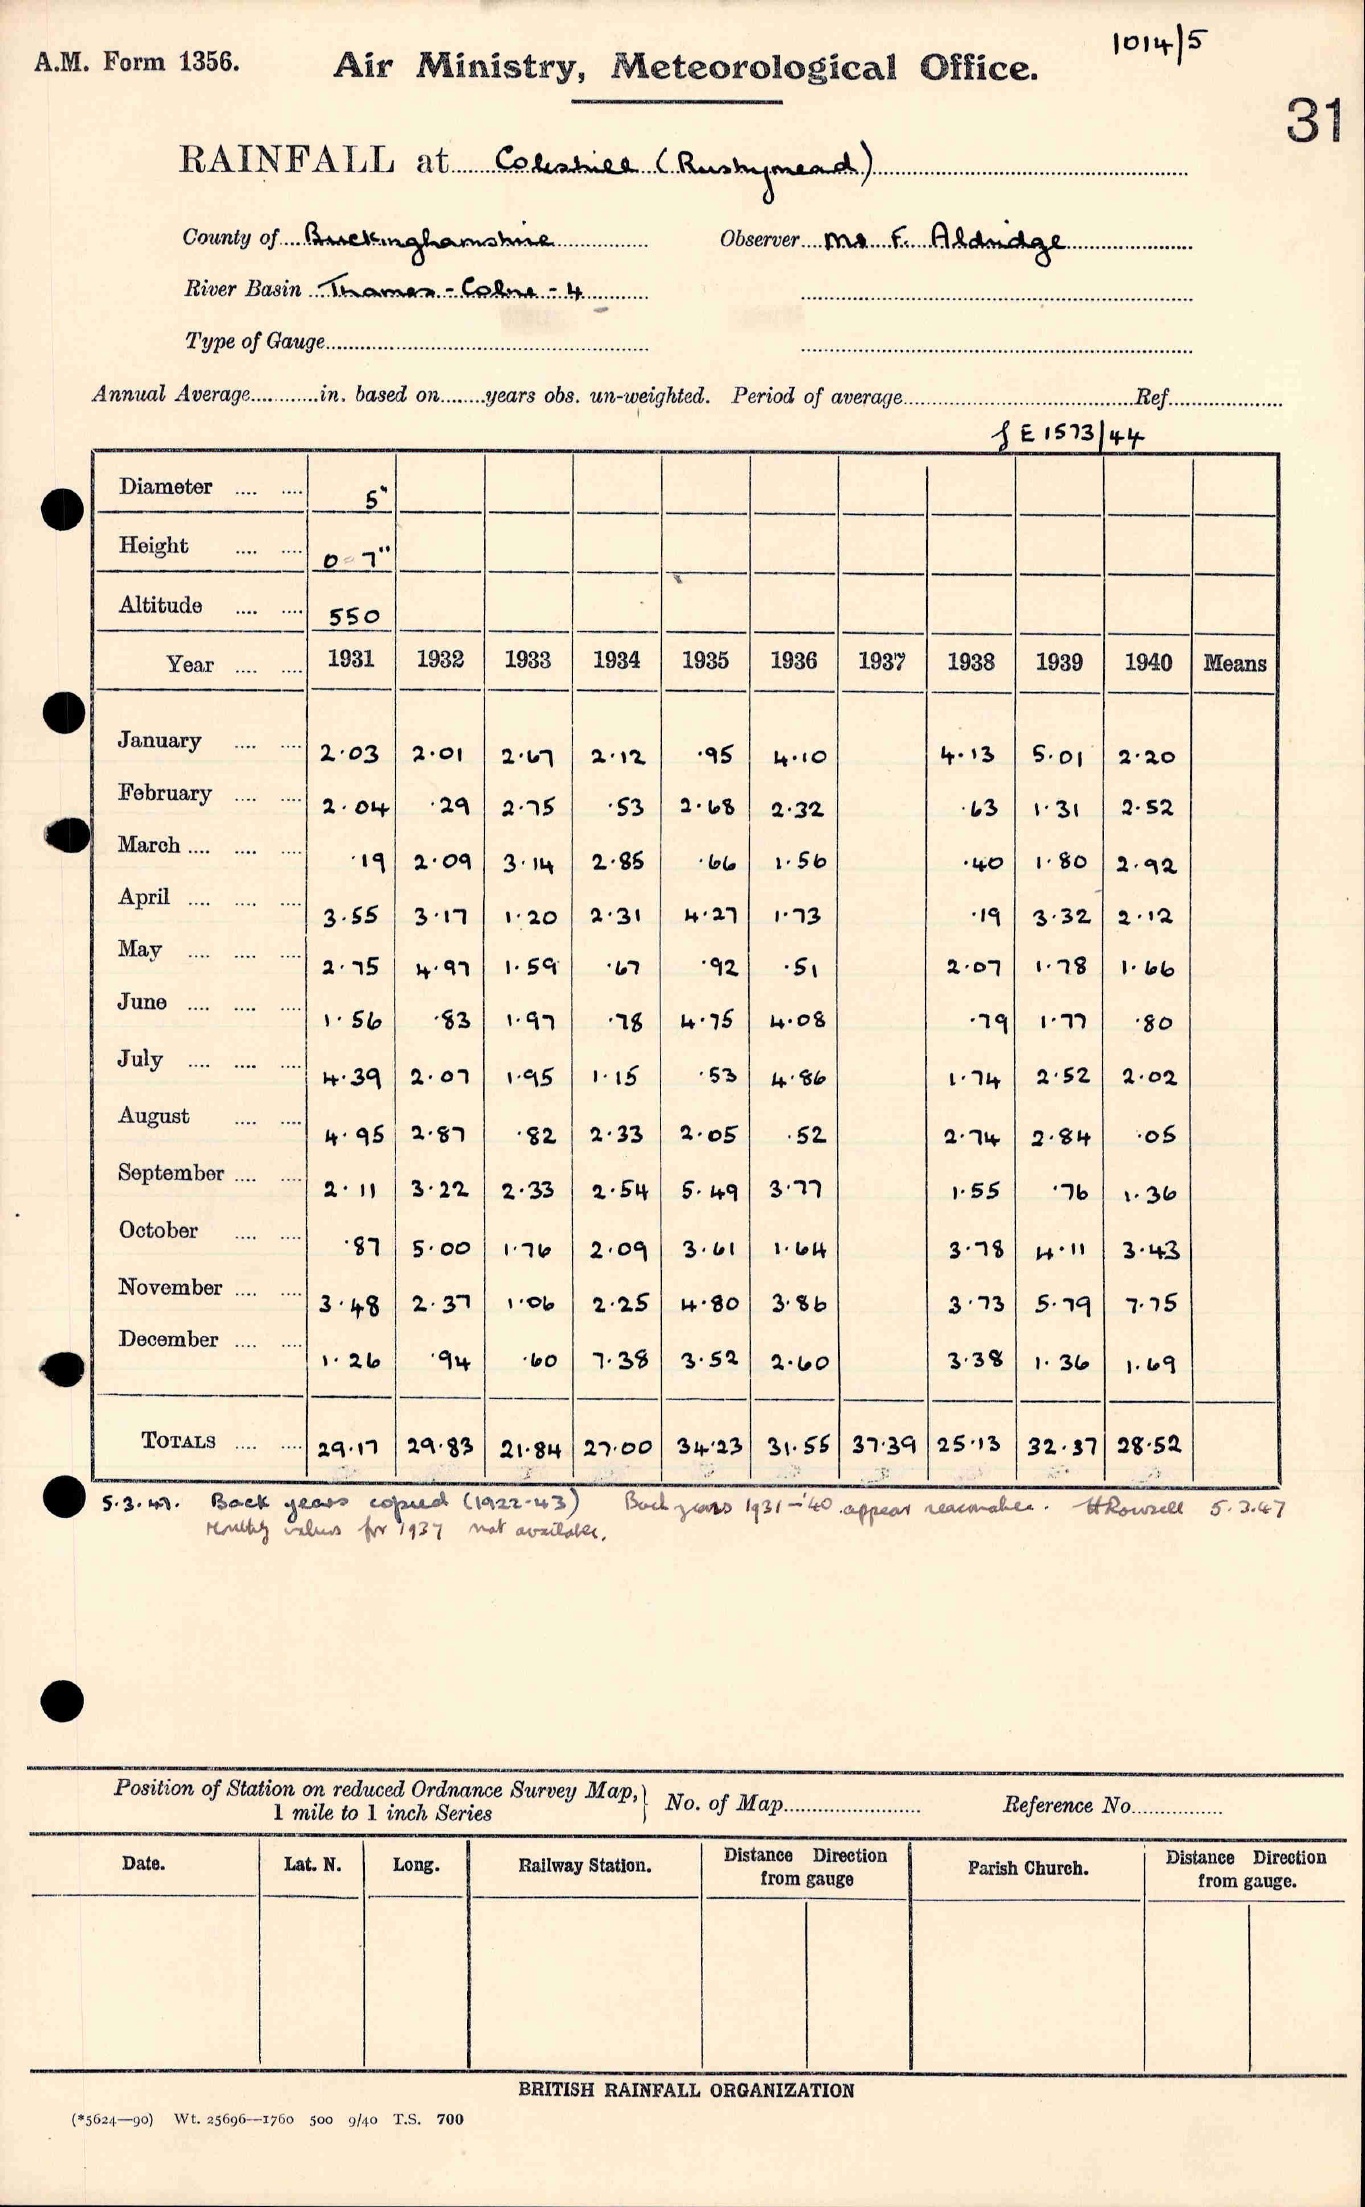 1014/5
A.M. Form 1356.
Air Ministry, Meteorological Office.
31
RAINFALL at Coleshill (Rushymead)
County of Buckinghamshire Observer Mr F. Aldridge
River Basin Thames - Colne - 4
Type of Gauge
Annual Average in. based on years obs. un-weighted. Period of average Ref
E 1573/44
Diameter 5"
Height 0-7"
Altitude 550
Year 1931 1932 1933 1934 1935 1936 1937 1938 1939 1940 Means
January 2.03 2.01 2.67 2.12 .95 4.10 4.13 5.01 2.20
February 2.04 .29 2.75 .53 2.68 2.32 .63 1.31 2.52
March .19 2.09 3.14 2.85 .66 1.56 .40 1.80 2.92
April 3.55 3.17 1.20 2.31 4.27 1.73 .19 3.32 2.12
May 2.75 4.97 1.59 .67 .92 .51 2.07 1.78 1.66
June 1.56 .83 1.97 .78 4.75 4.08 .79 1.77 .80
July 4.39 2.07 1.95 1.15 .53 4.86 1.74 2.52 2.02
August 4.95 2.87 .82 2.33 2.05 .52 2.74 2.84 .05
September 2.11 3.22 2.33 2.54 5.49 3.77 1.55 .76 1.36
October .87 5.00 1.76 2.09 3.61 1.64 3.78 4.11 3.43
November 3.48 2.37 1.06 2.25 4.80 3.86 3.73 5.79 7.75
December 1.26 .94 .60 7.38 3.52 2.60 3.38 1.36 1.69
TOTALS 29.17 29.83 21.84 27.00 34.23 31.55 37.39 25.13 32.37 28.52
5.3.47. Back years copied (1922-43) Back years 1931-'40 appear reasonable. HRowsell 5.3.47
Monthly values for 1937 not available.
Position of Station on reduced Ordnance Survey Map, 1 mile to 1 inch Series No. of Map Reference No.
Date. Lat. N. Long. Railway Station. Distance Direction from gauge Parish Church. Distance Direction from gauge.
BRITISH RAINFALL ORGANIZATION
(*5624—90) Wt. 25696—1760 500 9/40 T.S. 700